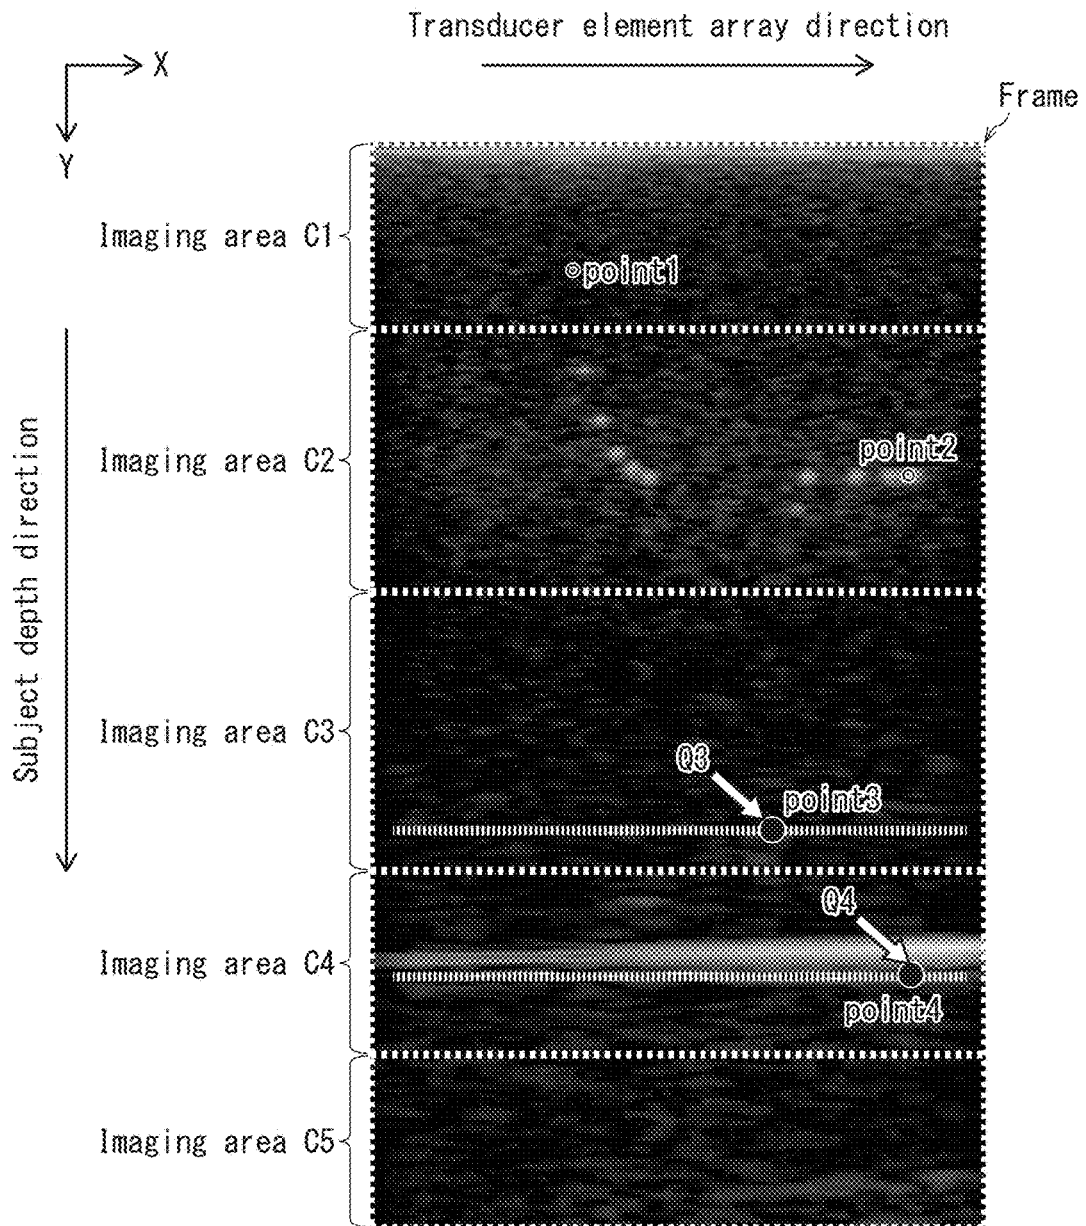 Transducer element array direction
X
Frame
Y
Imaging area C1
point1
Imaging area C2
point2
Subject depth direction
Imaging area C3
Q3
point3
Q4
Imaging area C4
point4
Imaging area C5